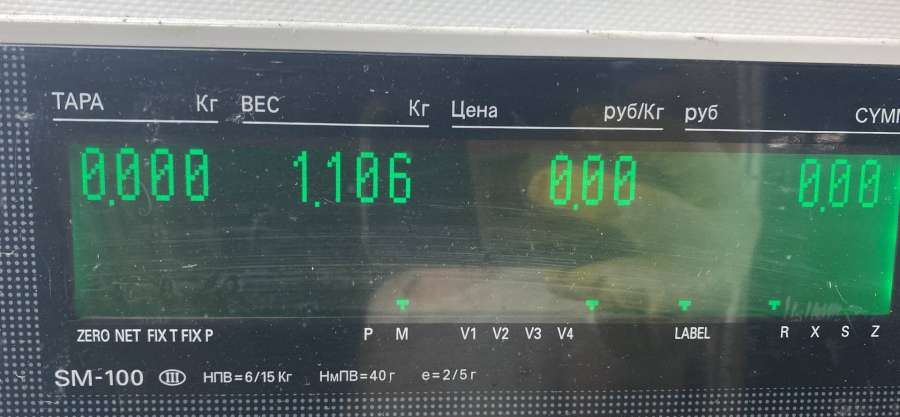 ТАРА Кг ВЕС Кг Цена руб/Кг руб СУММ
0.000 1.106 0.00 0.00
ZERO NET FIX T FIX P P M V1 V2 V3 V4 LABEL R X S Z
SM-100 III НПВ=6/15 Кг НмПВ=40 г e=2/5 г